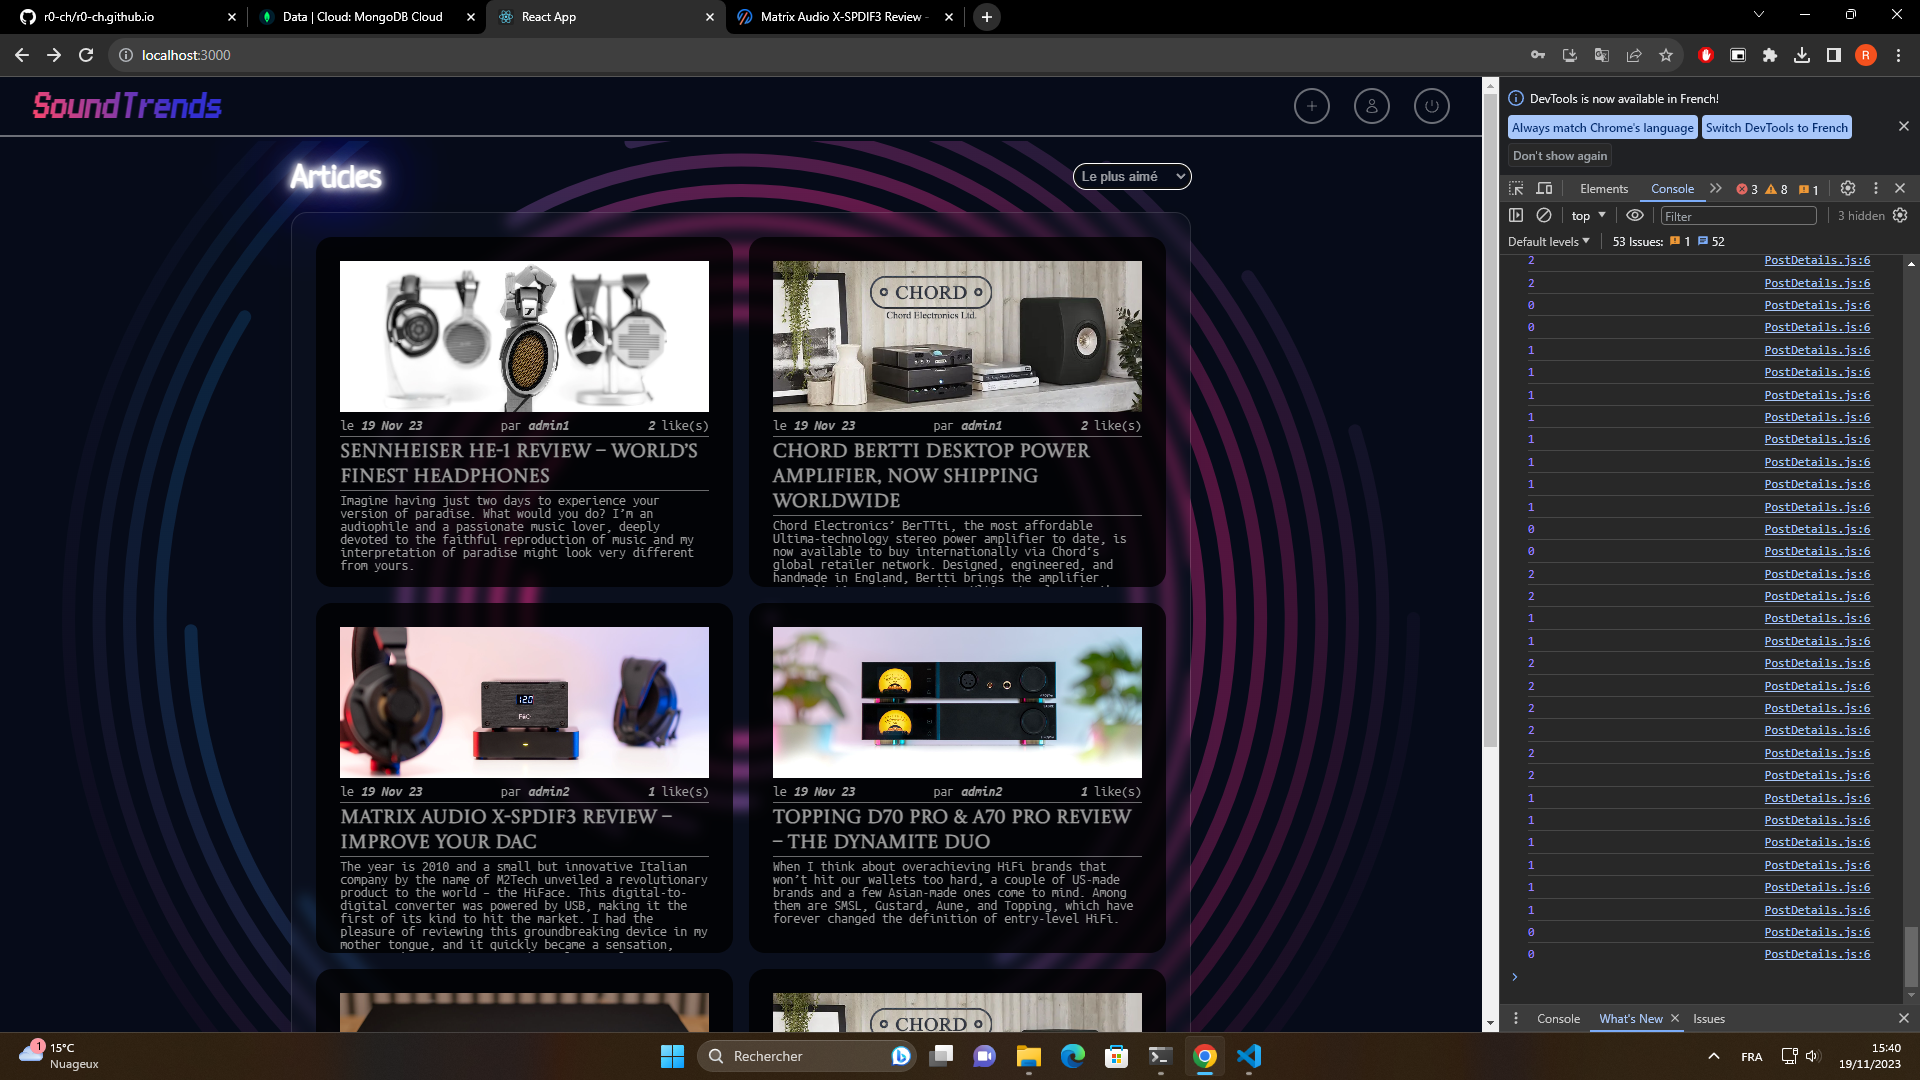 r0-ch/r0-ch.github.io
Data | Cloud: MongoDB Cloud
React App
Matrix Audio X-SPDIF3 Review -
localhost:3000
R
SoundTrends
Articles
Le plus aimé
CHORD
Chord Electronics Ltd.
le 19 Nov 23 par admin1 2 like(s)
SENNHEISER HE-1 REVIEW – WORLD'S
FINEST HEADPHONES
Imagine having just two days to experience your
version of paradise. What would you do? I'm an
audiophile and a passionate music lover, deeply
devoted to the faithful reproduction of music and my
interpretation of paradise might look very different
from yours.
le 19 Nov 23 par admin1 2 like(s)
CHORD BERTTI DESKTOP POWER
AMPLIFIER, NOW SHIPPING
WORLDWIDE
Chord Electronics' BerTTti, the most affordable
Ultima-technology stereo power amplifier to date, is
now available to buy internationally via Chord's
global retailer network. Designed, engineered, and
handmade in England, Bertti brings the amplifier
120
le 19 Nov 23 par admin2 1 like(s)
MATRIX AUDIO X-SPDIF3 REVIEW –
IMPROVE YOUR DAC
The year is 2010 and a small but innovative Italian
company by the name of M2Tech unveiled a revolutionary
product to the world – the HiFace. This digital-to-
digital converter was powered by USB, making it the
first of its kind to hit the market. I had the
pleasure of reviewing this groundbreaking device in my
mother tongue, and it quickly became a sensation,
le 19 Nov 23 par admin2 1 like(s)
TOPPING D70 PRO & A70 PRO REVIEW
– THE DYNAMITE DUO
When I think about overachieving HiFi brands that
won't hit our wallets too hard, a couple of US-made
brands and a few Asian-made ones come to mind. Among
them are SMSL, Gustard, Aune, and Topping, which have
forever changed the definition of entry-level HiFi.
CHORD
DevTools is now available in French!
Always match Chrome's language Switch DevTools to French
Don't show again
Elements Console 3 8 1
top Filter 3 hidden
Default levels 53 Issues: 1 52
2 PostDetails.js:6
2 PostDetails.js:6
0 PostDetails.js:6
0 PostDetails.js:6
1 PostDetails.js:6
1 PostDetails.js:6
1 PostDetails.js:6
1 PostDetails.js:6
1 PostDetails.js:6
1 PostDetails.js:6
1 PostDetails.js:6
1 PostDetails.js:6
0 PostDetails.js:6
0 PostDetails.js:6
2 PostDetails.js:6
2 PostDetails.js:6
1 PostDetails.js:6
1 PostDetails.js:6
2 PostDetails.js:6
2 PostDetails.js:6
2 PostDetails.js:6
2 PostDetails.js:6
2 PostDetails.js:6
2 PostDetails.js:6
1 PostDetails.js:6
1 PostDetails.js:6
1 PostDetails.js:6
1 PostDetails.js:6
1 PostDetails.js:6
1 PostDetails.js:6
0 PostDetails.js:6
0 PostDetails.js:6
Console What's New Issues
1
15°C
Nuageux
Rechercher
FRA
15:40
19/11/2023